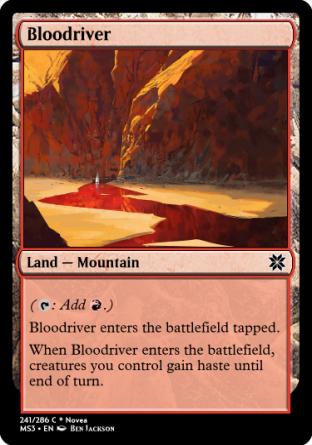 Bloodriver
Land — Mountain
(T: Add R.)
Bloodriver enters the battlefield tapped.
When Bloodriver enters the battlefield,
creatures you control gain haste until
end of turn.
241/286 C * Novea
MS3 • EN BEN JACKSON